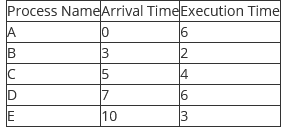 Process Name Arrival Time Execution Time
A 0 6
B 3 2
C 5 4
D 7 6
E 10 3